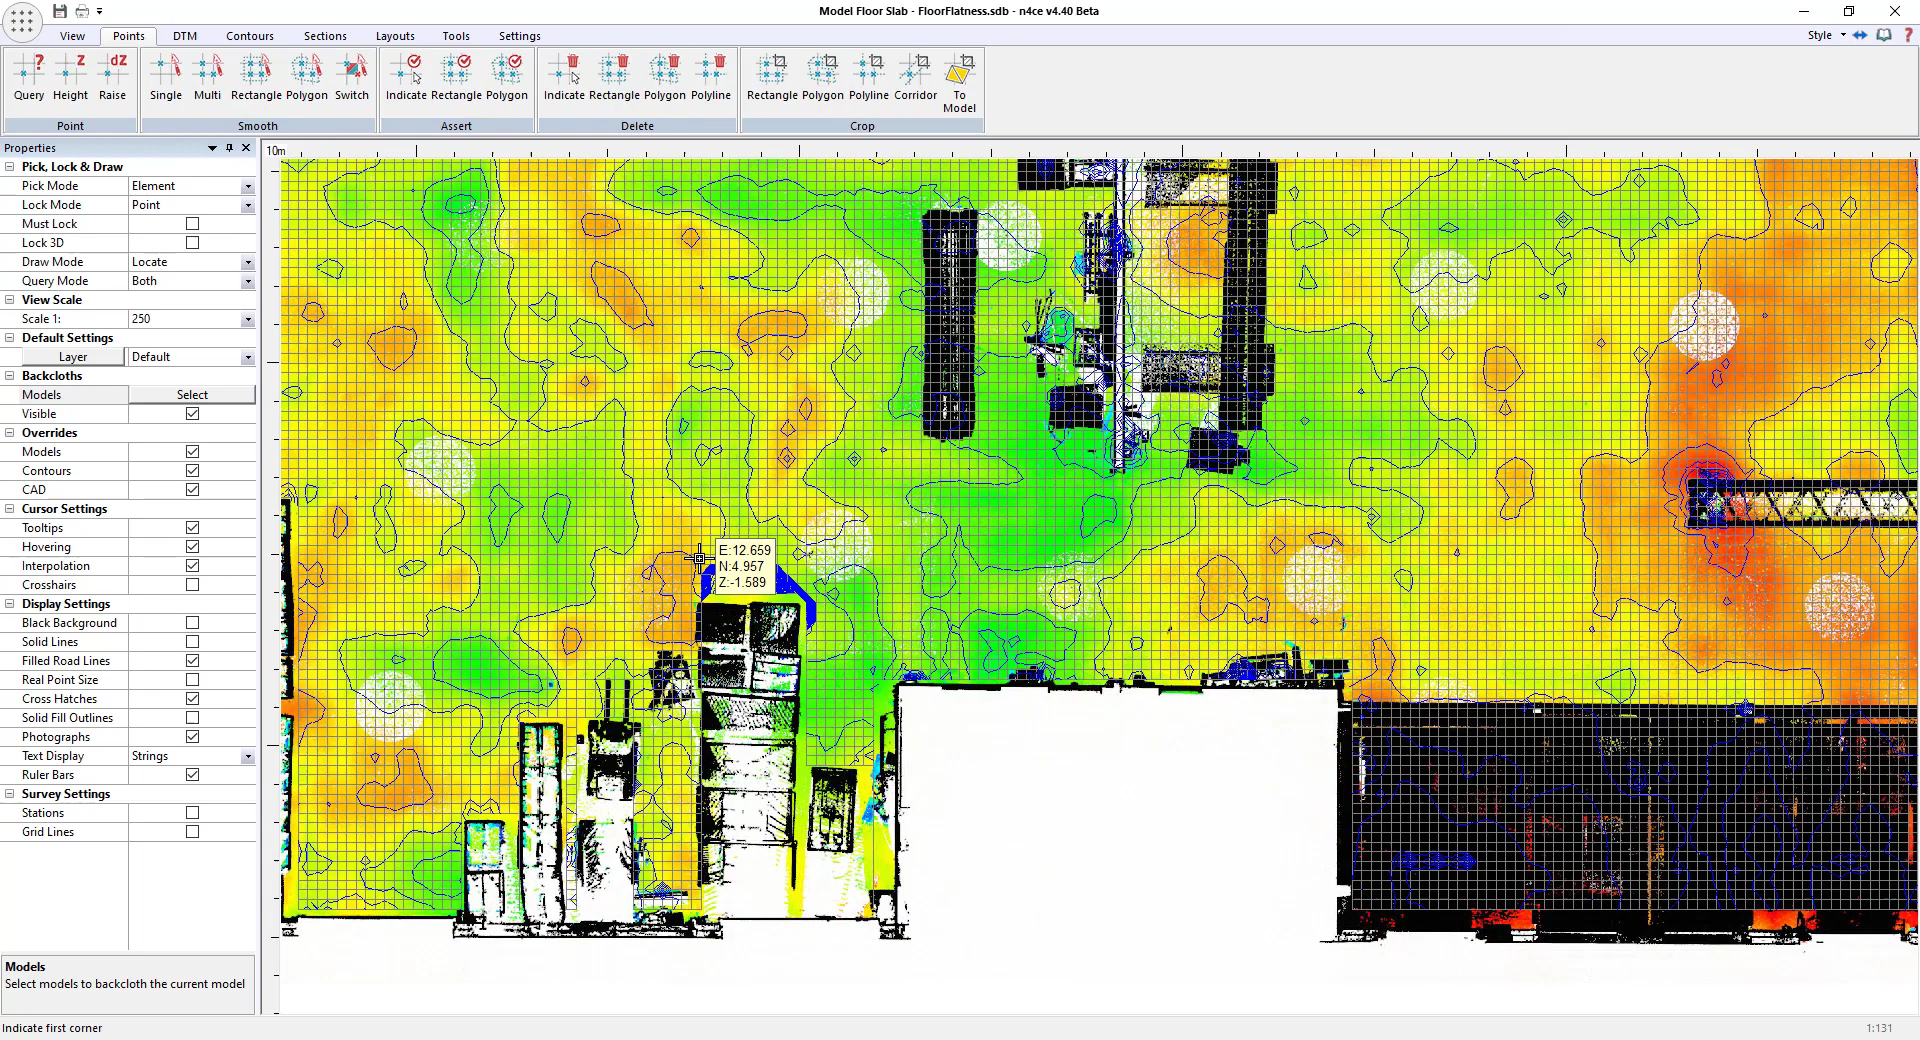 Model Floor Slab - FloorFlatness.sdb - n4ce v4.40 Beta
View Points DTM Contours Sections Layouts Tools Settings
Style
Query Height Raise
Single Multi Rectangle Polygon Switch
Indicate Rectangle Polygon
Indicate Rectangle Polygon Polyline
Rectangle Polygon Polyline Corridor To Model
Point Smooth Assert Delete Crop
Properties
Pick, Lock & Draw
Pick Mode Element
Lock Mode Point
Must Lock
Lock 3D
Draw Mode Locate
Query Mode Both
View Scale
Scale 1: 250
Default Settings
Layer Default
Backcloths
Models Select
Visible
Overrides
Models
Contours
CAD
Cursor Settings
Tooltips
Hovering
Interpolation
Crosshairs
Display Settings
Black Background
Solid Lines
Filled Road Lines
Real Point Size
Cross Hatches
Solid Fill Outlines
Photographs
Text Display Strings
Ruler Bars
Survey Settings
Stations
Grid Lines
Models
Select models to backcloth the current model
Indicate first corner
10m
E:12.659
N:4.957
Z:-1.589
1:131